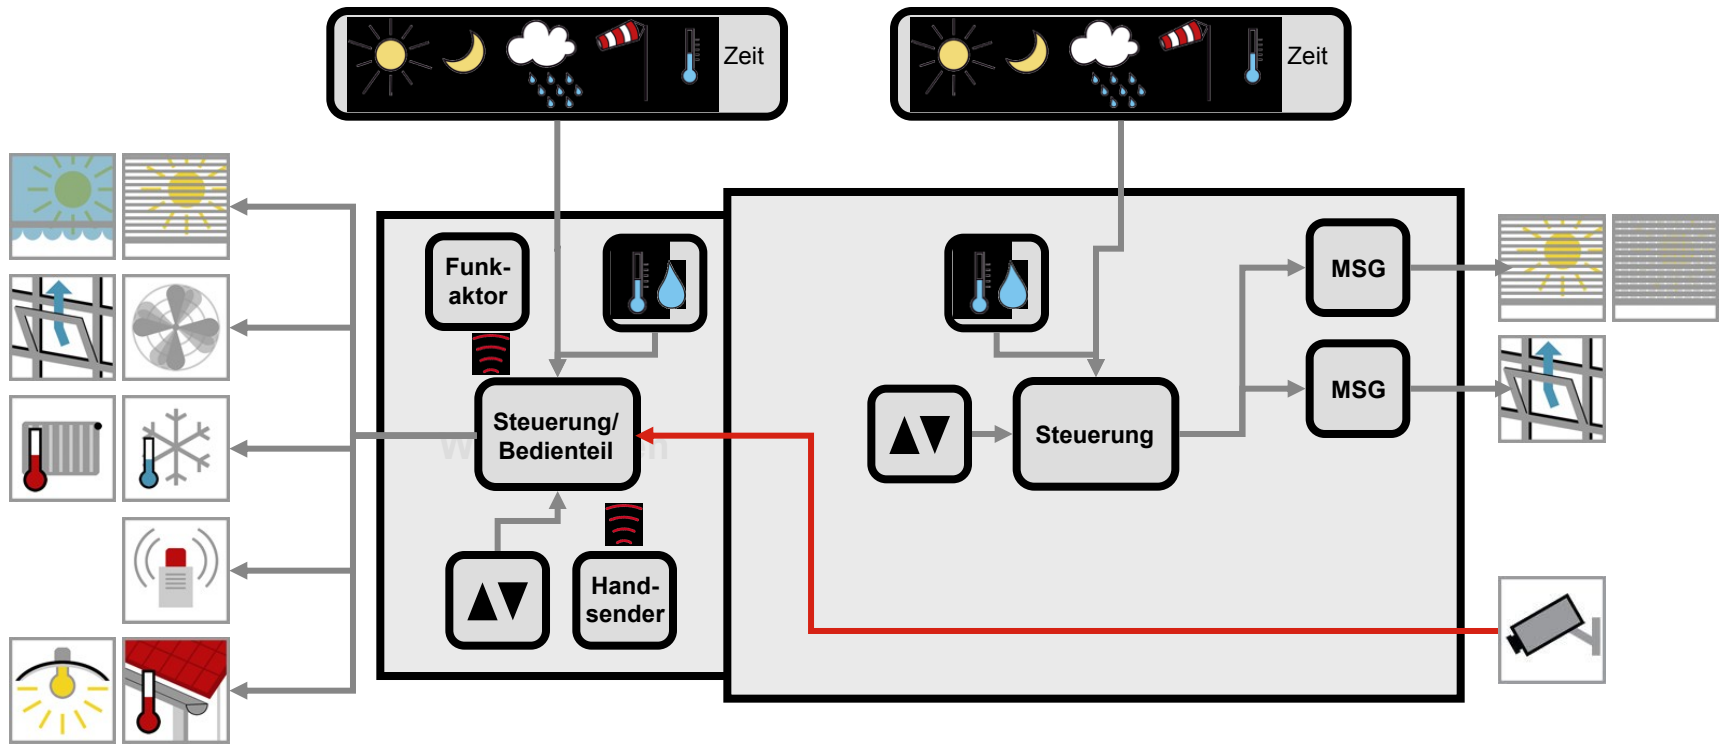 Zeit
Zeit
Funk-
aktor
MSG
MSG
Steuerung/
Bedienteil
Steuerung
Hand-
sender